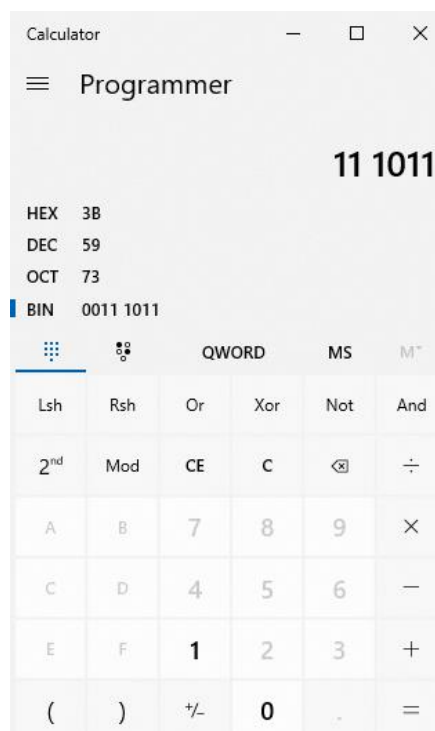 Calculator
Programmer
11 1011
HEX 3B
DEC 59
OCT 73
BIN 0011 1011
QWORD MS M˅
Lsh Rsh Or Xor Not And
2nd Mod CE C ÷
A B 7 8 9 ×
C D 4 5 6 −
E F 1 2 3 +
( ) +/− 0 . =